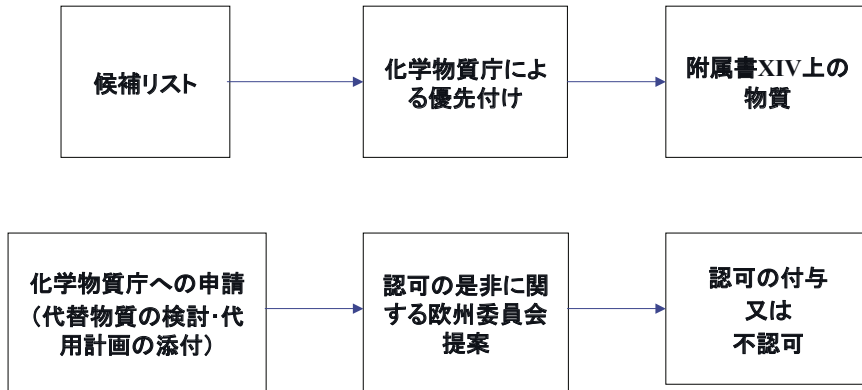 候補リスト
化学物質庁によ
る優先付け
附属書XIV上の
物質
化学物質庁への申請
（代替物質の検討・代
用計画の添付）
認可の是非に関
する欧州委員会
提案
認可の付与
又は
不認可